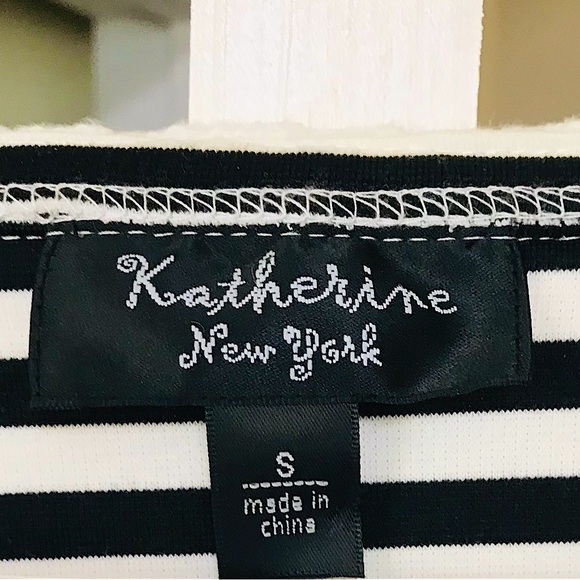 Katherine
New York
S
made in
china